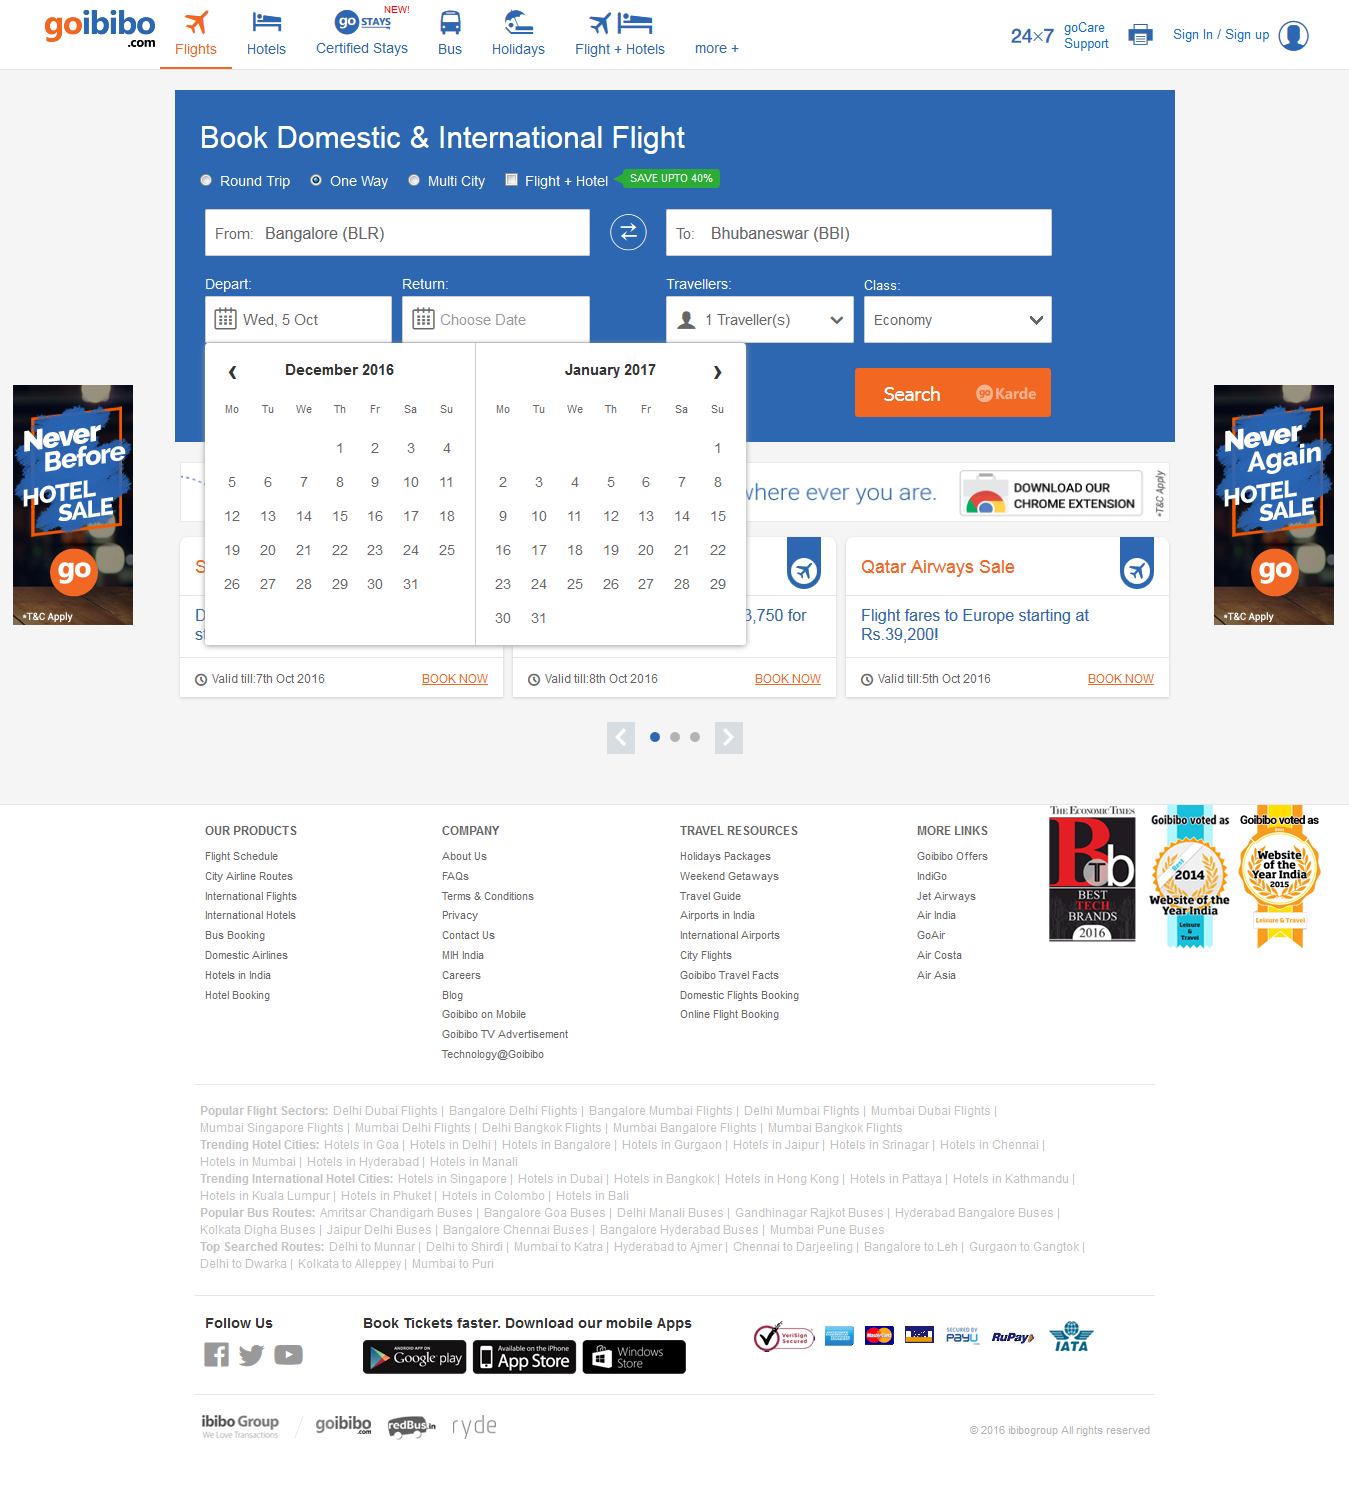 goibibo
.com
Flights
Hotels
go STAYS
NEW!
Certified Stays
Bus
Holidays
Flight + Hotels
more +
24×7
goCare
Support
Sign In / Sign up
Book Domestic & International Flight
Round Trip
One Way
Multi City
Flight + Hotel
SAVE UPTO 40%
From: Bangalore (BLR)
To: Bhubaneswar (BBI)
Depart:
Return:
Travellers:
Class:
Wed, 5 Oct
Choose Date
1 Traveller(s)
Economy
December 2016
January 2017
Mo Tu We Th Fr Sa Su
Mo Tu We Th Fr Sa Su
1 2 3 4
1
5 6 7 8 9 10 11
2 3 4 5 6 7 8
12 13 14 15 16 17 18
9 10 11 12 13 14 15
19 20 21 22 23 24 25
16 17 18 19 20 21 22
26 27 28 29 30 31
23 24 25 26 27 28 29
30 31
Search
go Karde
Never
Before
HOTEL
SALE
go
*T&C Apply
Never
Again
HOTEL
SALE
go
*T&C Apply
where ever you are.
DOWNLOAD OUR
CHROME EXTENSION
*T&C Apply
S
D
st
Valid till:7th Oct 2016
BOOK NOW
3,750 for
Valid till:8th Oct 2016
BOOK NOW
Qatar Airways Sale
Flight fares to Europe starting at
Rs.39,200!
Valid till:5th Oct 2016
BOOK NOW
OUR PRODUCTS
Flight Schedule
City Airline Routes
International Flights
International Hotels
Bus Booking
Domestic Airlines
Hotels in India
Hotel Booking
COMPANY
About Us
FAQs
Terms & Conditions
Privacy
Contact Us
MIH India
Careers
Blog
Goibibo on Mobile
Goibibo TV Advertisement
Technology@Goibibo
TRAVEL RESOURCES
Holidays Packages
Weekend Getaways
Travel Guide
Airports in India
International Airports
City Flights
Goibibo Travel Facts
Domestic Flights Booking
Online Flight Booking
MORE LINKS
Goibibo Offers
IndiGo
Jet Airways
Air India
GoAir
Air Costa
Air Asia
THE ECONOMIC TIMES
BTb
BEST
TECH
BRANDS
2016
Goibibo voted as
Best
2014
Website of the
Year India
Leisure &
Travel
Goibibo voted as
Best
Website
of the
Year India
2015
Leisure & Travel
Popular Flight Sectors: Delhi Dubai Flights | Bangalore Delhi Flights | Bangalore Mumbai Flights | Delhi Mumbai Flights | Mumbai Dubai Flights |
Mumbai Singapore Flights | Mumbai Delhi Flights | Delhi Bangkok Flights | Mumbai Bangalore Flights | Mumbai Bangkok Flights
Trending Hotel Cities: Hotels in Goa | Hotels in Delhi | Hotels in Bangalore | Hotels in Gurgaon | Hotels in Jaipur | Hotels in Srinagar | Hotels in Chennai |
Hotels in Mumbai | Hotels in Hyderabad | Hotels in Manali
Trending International Hotel Cities: Hotels in Singapore | Hotels in Dubai | Hotels in Bangkok | Hotels in Hong Kong | Hotels in Pattaya | Hotels in Kathmandu |
Hotels in Kuala Lumpur | Hotels in Phuket | Hotels in Colombo | Hotels in Bali
Popular Bus Routes: Amritsar Chandigarh Buses | Bangalore Goa Buses | Delhi Manali Buses | Gandhinagar Rajkot Buses | Hyderabad Bangalore Buses |
Kolkata Digha Buses | Jaipur Delhi Buses | Bangalore Chennai Buses | Bangalore Hyderabad Buses | Mumbai Pune Buses
Top Searched Routes: Delhi to Munnar | Delhi to Shirdi | Mumbai to Katra | Hyderabad to Ajmer | Chennai to Darjeeling | Bangalore to Leh | Gurgaon to Gangtok |
Delhi to Dwarka | Kolkata to Alleppey | Mumbai to Puri
Follow Us
Book Tickets faster. Download our mobile Apps
ANDROID APP ON
Google play
Available on the iPhone
App Store
Windows
Store
VeriSign
Secured
MasterCard
SECURED BY
PayU
RuPay
IATA
ibibo Group
We Love Transactions
goibibo
.com
redBus.in
ryde
© 2016 ibibogroup All rights reserved